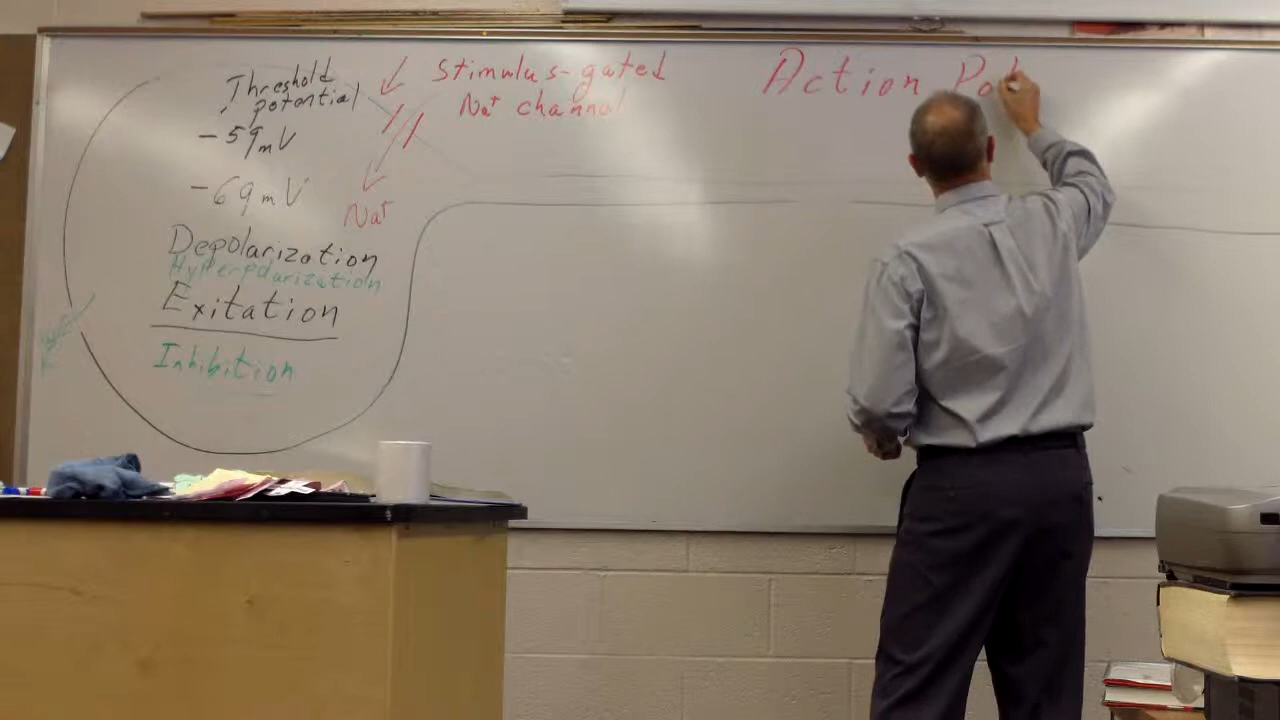 Threshold
potential
-59mV
-69mV
Depolarization
Hyperpolarization
Exitation
Inhibition
Stimulus-gated
Na+ channel
Na+
Action Pot